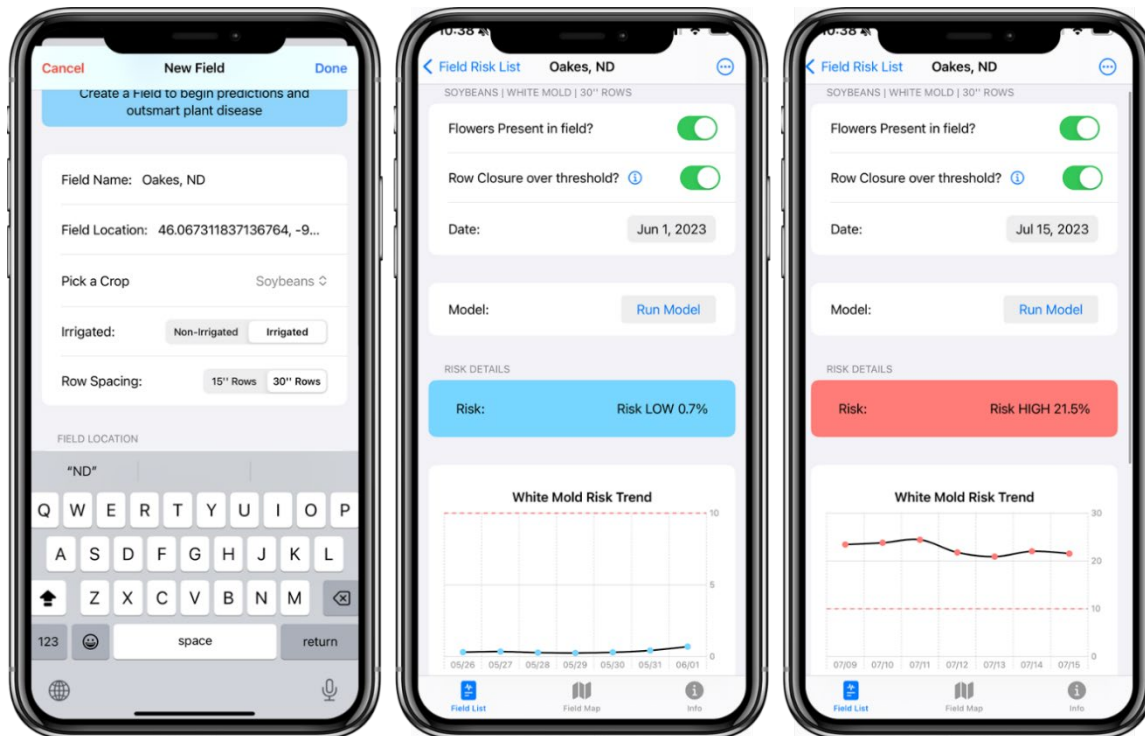 Cancel
New Field
Done
Create a Field to begin predictions and
outsmart plant disease
Field Name: Oakes, ND
Field Location: 46.067311837136764, -9...
Pick a Crop
Soybeans
Irrigated:
Non-Irrigated
Irrigated
Row Spacing:
15'' Rows
30'' Rows
FIELD LOCATION
"ND"
Q W E R T Y U I O P
A S D F G H J K L
Z X C V B N M
123
space
return
10:38
Field Risk List
Oakes, ND
SOYBEANS | WHITE MOLD | 30'' ROWS
Flowers Present in field?
Row Closure over threshold?
Date:
Jun 1, 2023
Model:
Run Model
RISK DETAILS
Risk:
Risk LOW 0.7%
White Mold Risk Trend
10
5
0
05/26 05/27 05/28 05/29 05/30 05/31 06/01
Field List
Field Map
Info
10:38
Field Risk List
Oakes, ND
SOYBEANS | WHITE MOLD | 30'' ROWS
Flowers Present in field?
Row Closure over threshold?
Date:
Jul 15, 2023
Model:
Run Model
RISK DETAILS
Risk:
Risk HIGH 21.5%
White Mold Risk Trend
30
20
10
0
07/09 07/10 07/11 07/12 07/13 07/14 07/15
Field List
Field Map
Info